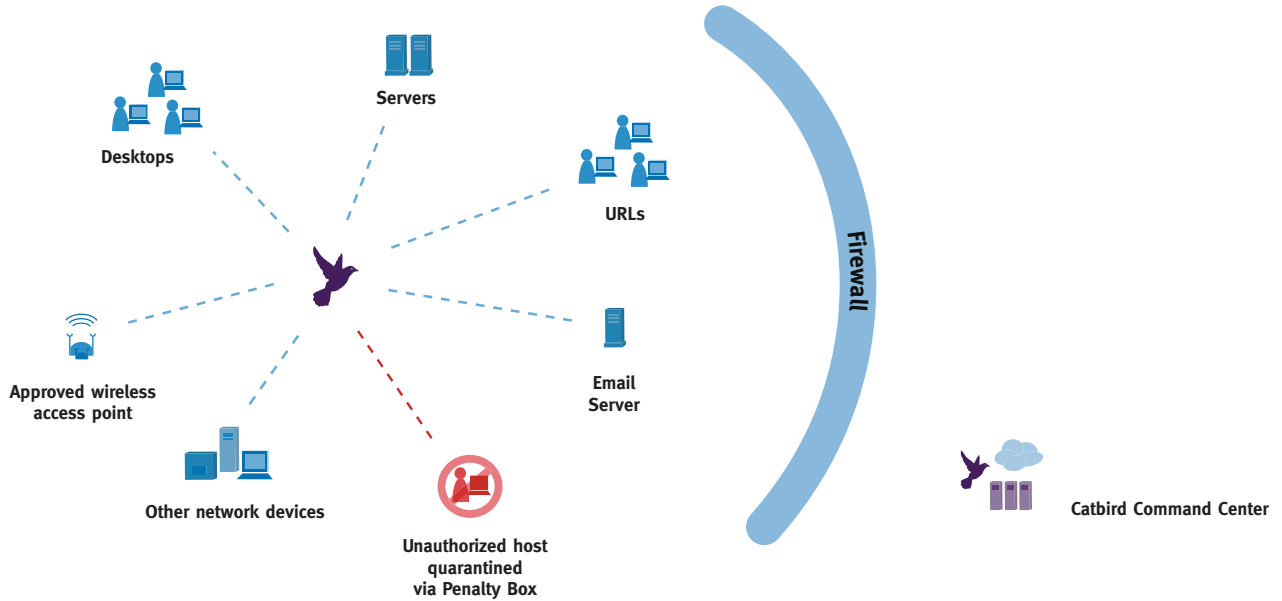 Servers
Desktops
URLs
Firewall
Approved wireless
access point
Email
Server
Other network devices
Unauthorized host
quarantined
via Penalty Box
Catbird Command Center